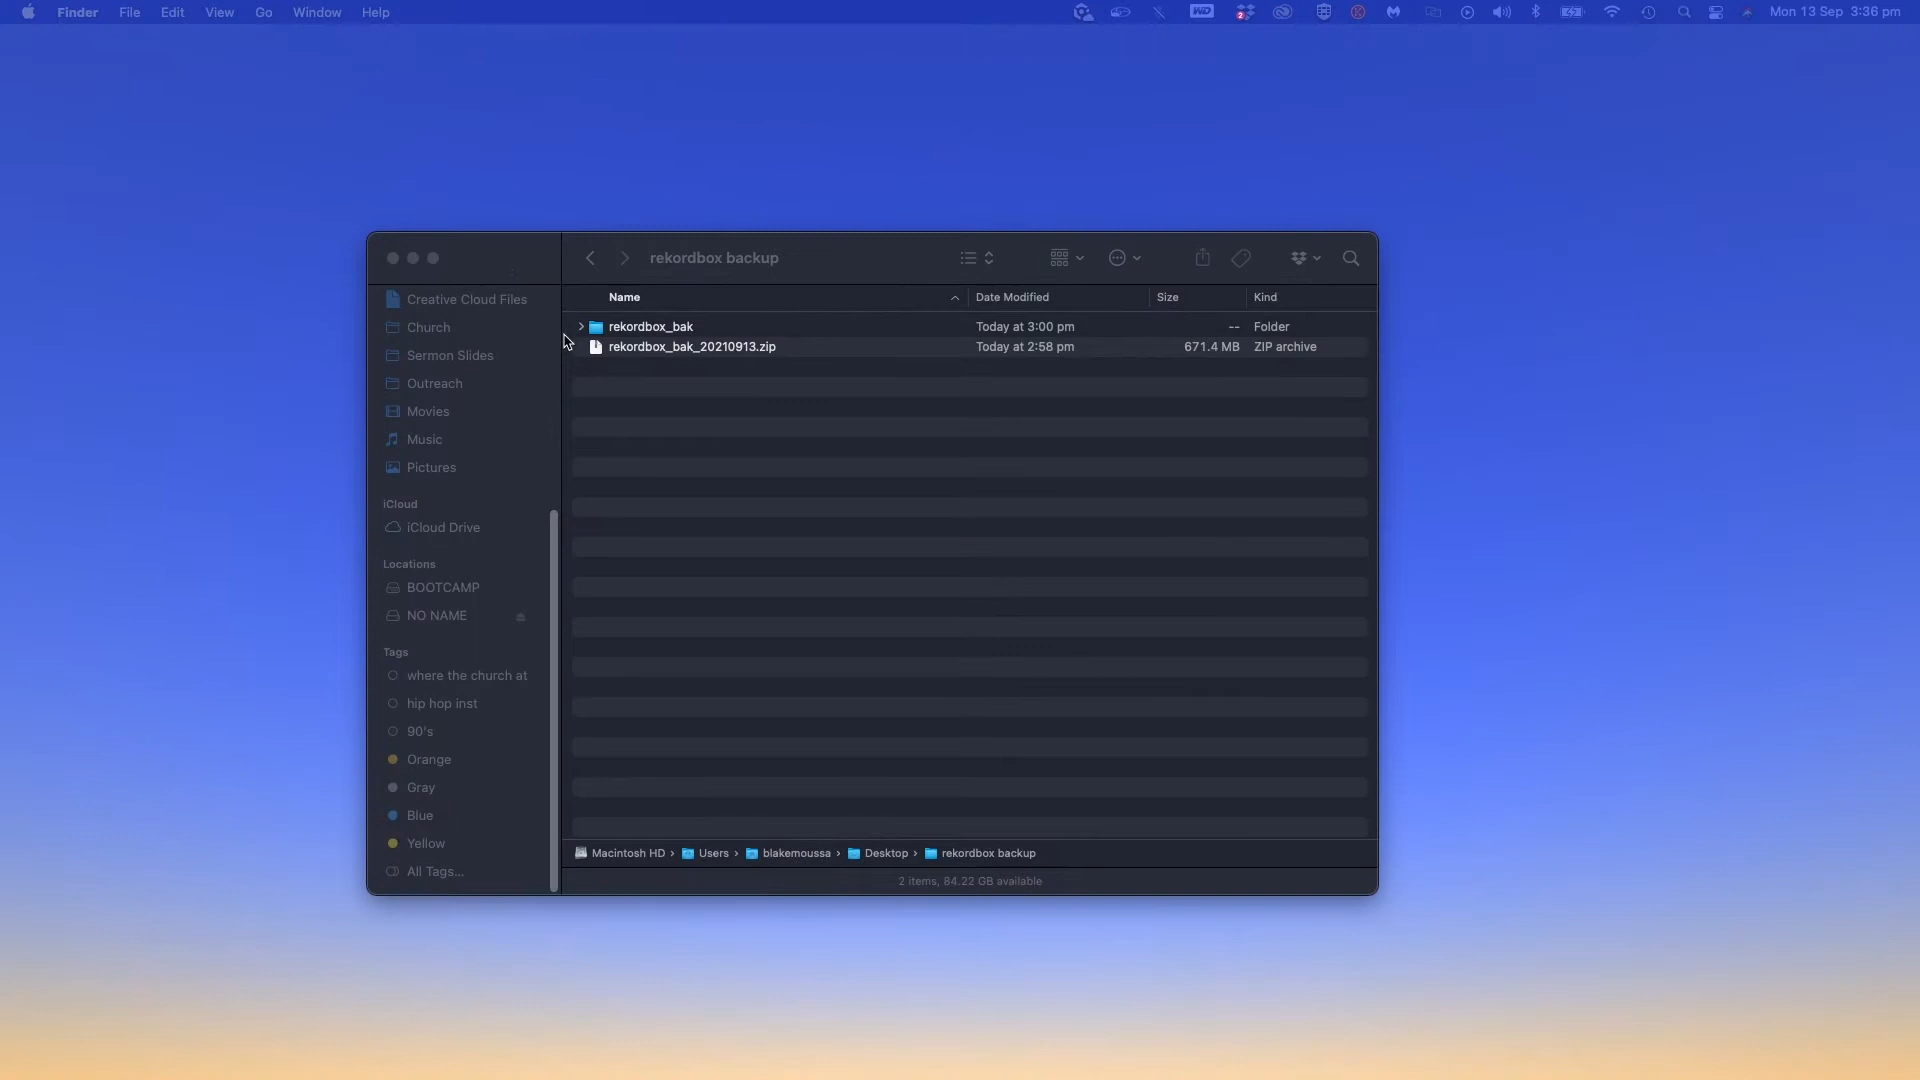 Finder File Edit View Go Window Help
WD 2 Mon 13 Sep 3:36 pm
rekordbox backup
Name Date Modified Size Kind
rekordbox_bak Today at 3:00 pm -- Folder
rekordbox_bak_20210913.zip Today at 2:58 pm 671.4 MB ZIP archive
Creative Cloud Files
Church
Sermon Slides
Outreach
Movies
Music
Pictures
iCloud
iCloud Drive
Locations
BOOTCAMP
NO NAME
Tags
where the church at
hip hop inst
90's
Orange
Gray
Blue
Yellow
All Tags...
Macintosh HD › Users › blakemoussa › Desktop › rekordbox backup
2 items, 84.22 GB available